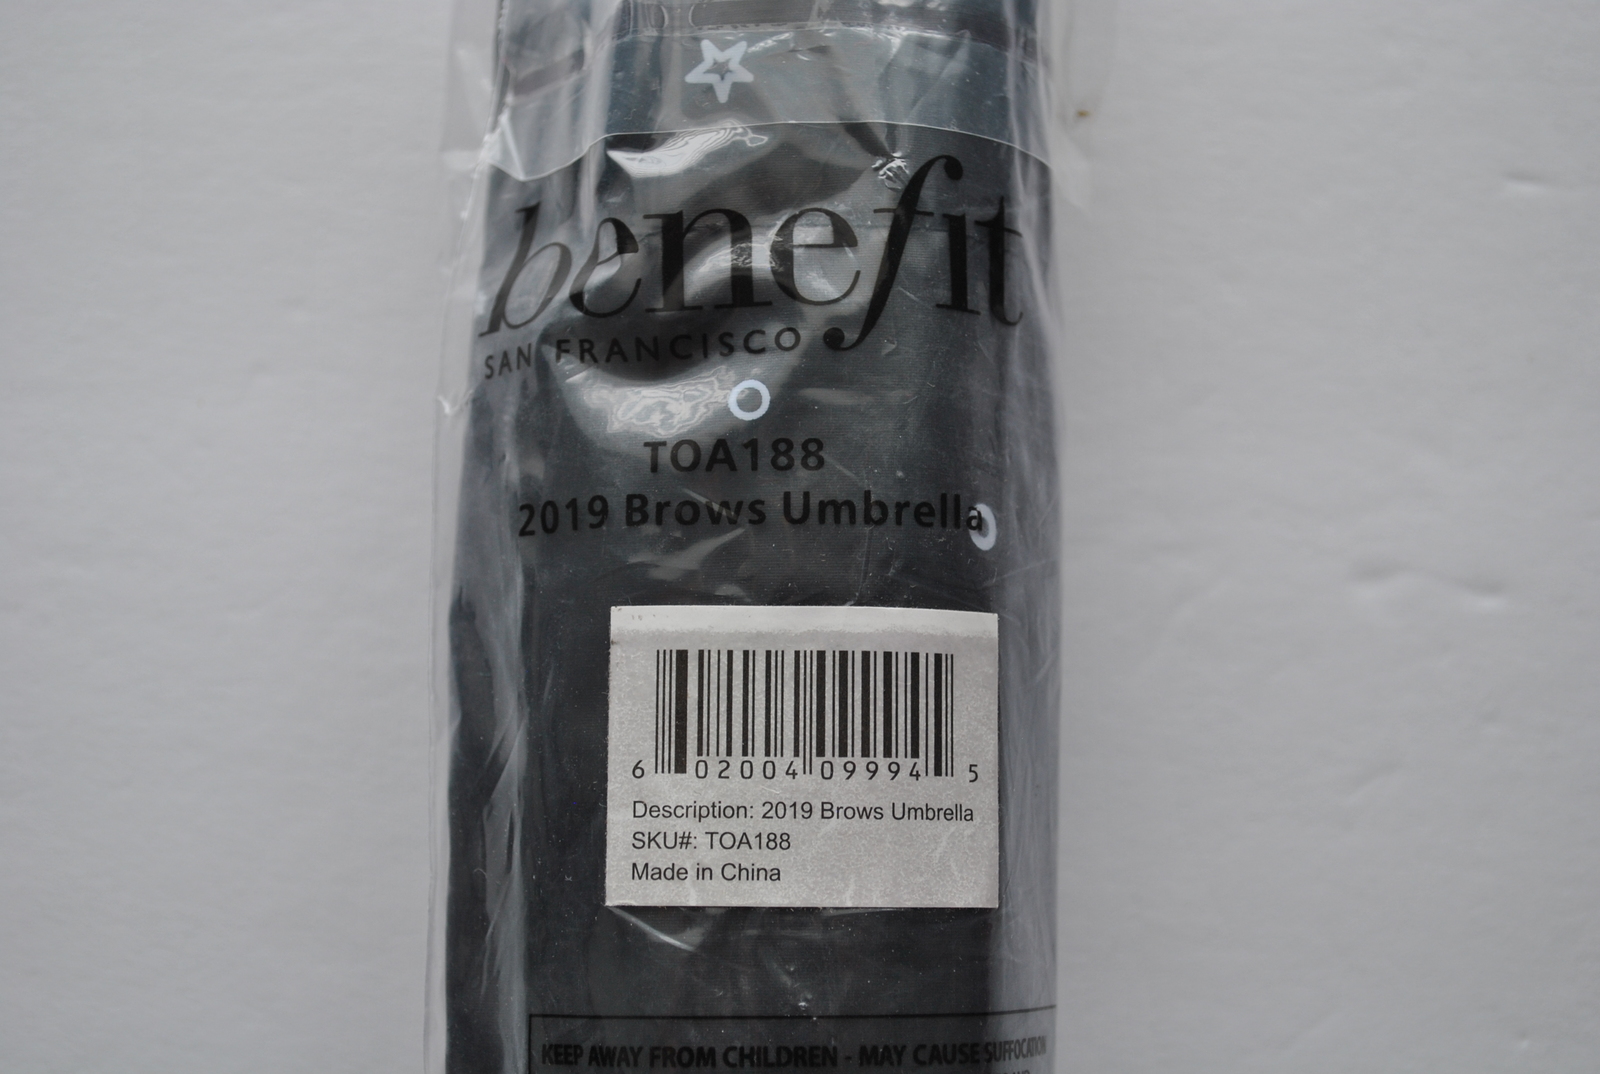 benefit
SAN FRANCISCO
TOA188
2019 Brows Umbrella
6 02004 09994 5
Description: 2019 Brows Umbrella
SKU#: TOA188
Made in China
KEEP AWAY FROM CHILDREN - MAY CAUSE SUFFOCATION